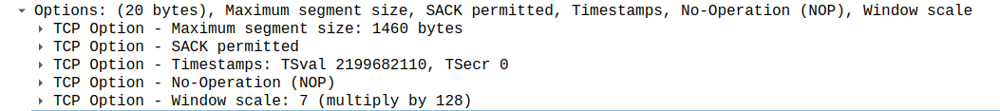 Options: (20 bytes), Maximum segment size, SACK permitted, Timestamps, No-Operation (NOP), Window scale
TCP Option - Maximum segment size: 1460 bytes
TCP Option - SACK permitted
TCP Option - Timestamps: TSval 2199682110, TSecr 0
TCP Option - No-Operation (NOP)
TCP Option - Window scale: 7 (multiply by 128)